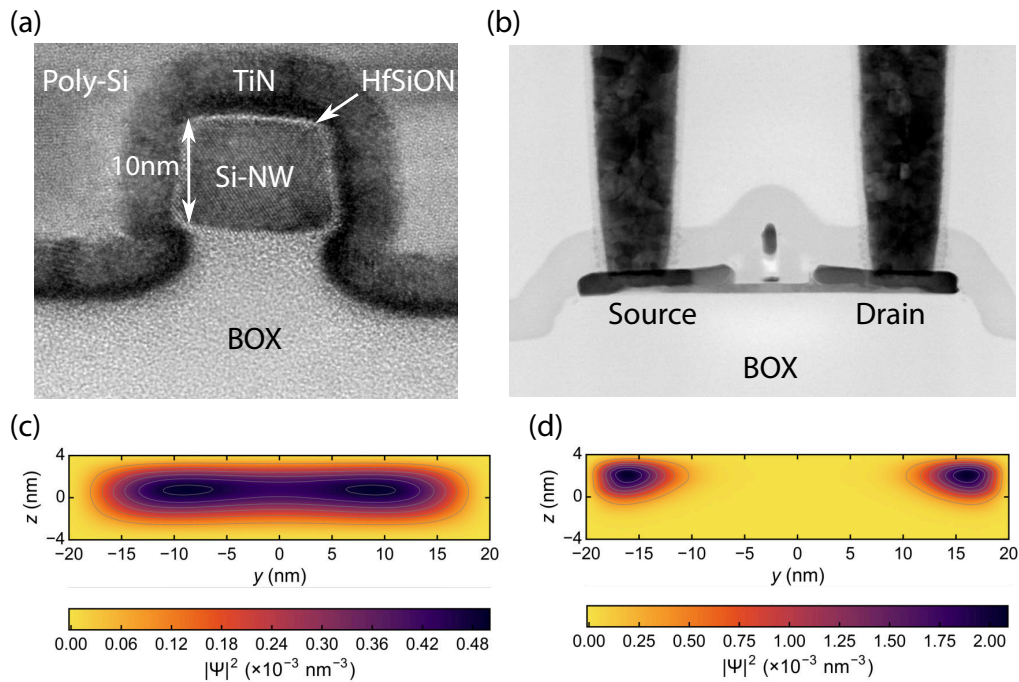 (a)
(b)
Poly-Si
TiN
HfSiON
10nm
Si-NW
BOX
Source
Drain
BOX
(c)
(d)
4
0
−4
z (nm)
−20 −15 −10 −5 0 5 10 15 20
y (nm)
4
0
−4
z (nm)
−20 −15 −10 −5 0 5 10 15 20
y (nm)
0.00 0.06 0.12 0.18 0.24 0.30 0.36 0.42 0.48
|Ψ|² (×10⁻³ nm⁻³)
0.00 0.25 0.50 0.75 1.00 1.25 1.50 1.75 2.00
|Ψ|² (×10⁻³ nm⁻³)